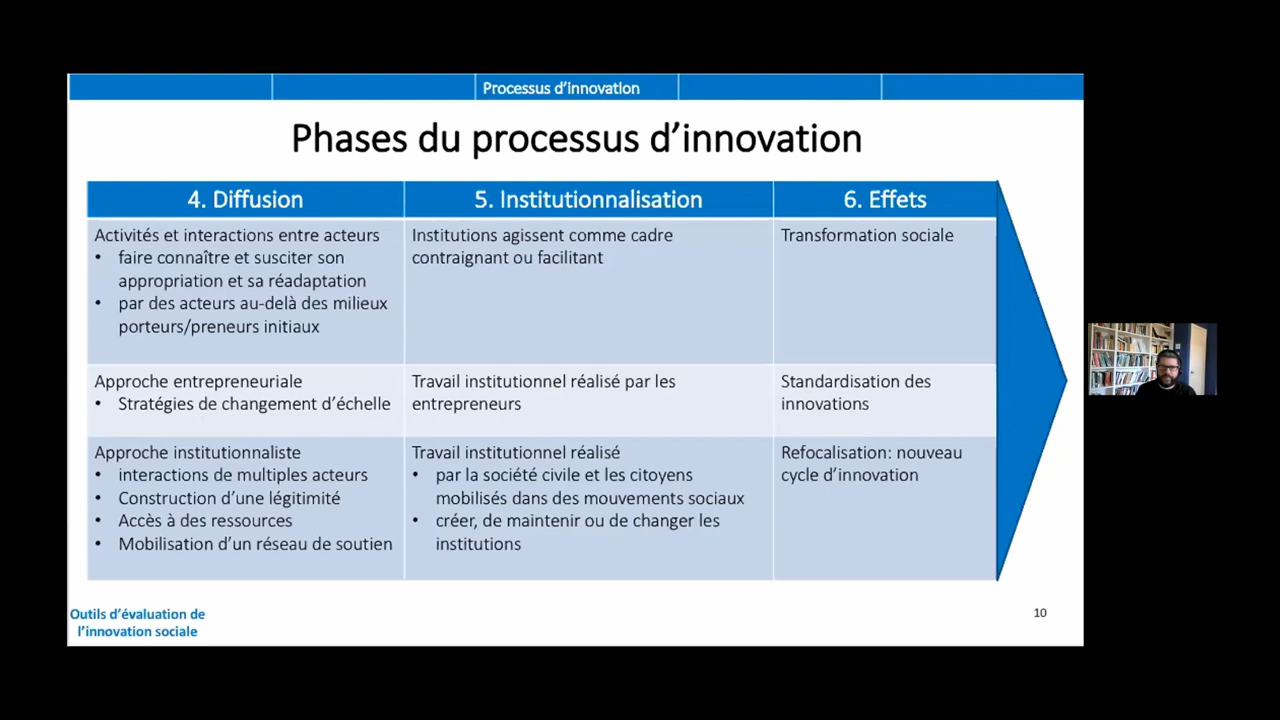 Processus d’innovation
Phases du processus d’innovation
4. Diffusion
5. Institutionnalisation
6. Effets
Activités et interactions entre acteurs
• faire connaître et susciter son
appropriation et sa réadaptation
• par des acteurs au-delà des milieux
porteurs/preneurs initiaux
Institutions agissent comme cadre
contraignant ou facilitant
Transformation sociale
Approche entrepreneuriale
• Stratégies de changement d’échelle
Travail institutionnel réalisé par les
entrepreneurs
Standardisation des
innovations
Approche institutionnaliste
• interactions de multiples acteurs
• Construction d’une légitimité
• Accès à des ressources
• Mobilisation d’un réseau de soutien
Travail institutionnel réalisé
• par la société civile et les citoyens
mobilisés dans des mouvements sociaux
• créer, de maintenir ou de changer les
institutions
Refocalisation: nouveau
cycle d’innovation
Outils d’évaluation de
l’innovation sociale
10